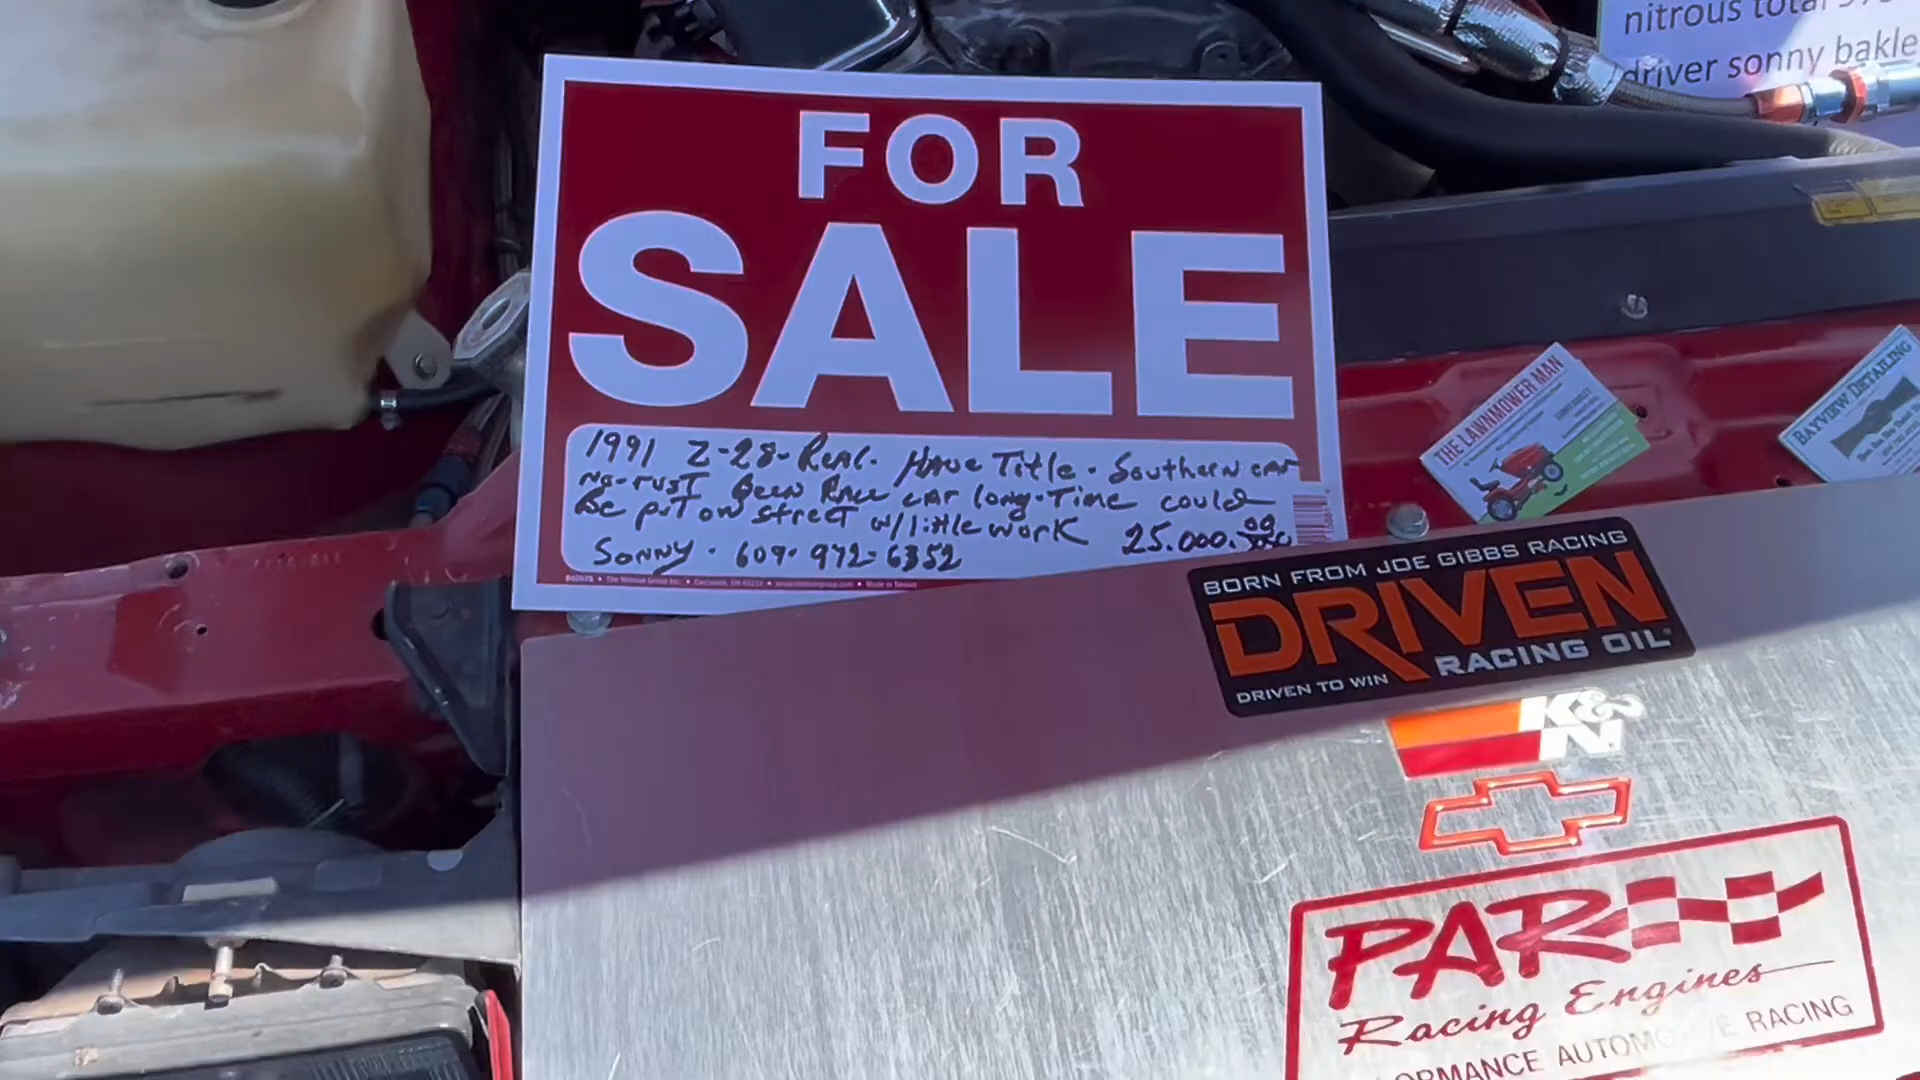 nitrous total
driver sonny bakle
FOR
SALE
1991 Z-28-Real. Have Title. Southern car
no-rust Been Race car long-Time could
Be put on street w/little work 25.000.00
Sonny. 609-972-6352
THE LAWNMOWER MAN
BAYVIEW DETAILING
BORN FROM JOE GIBBS RACING
DRIVEN
RACING OIL
DRIVEN TO WIN
K&N
PAR
Racing Engines
ORMANCE AUTOMOTIVE RACING